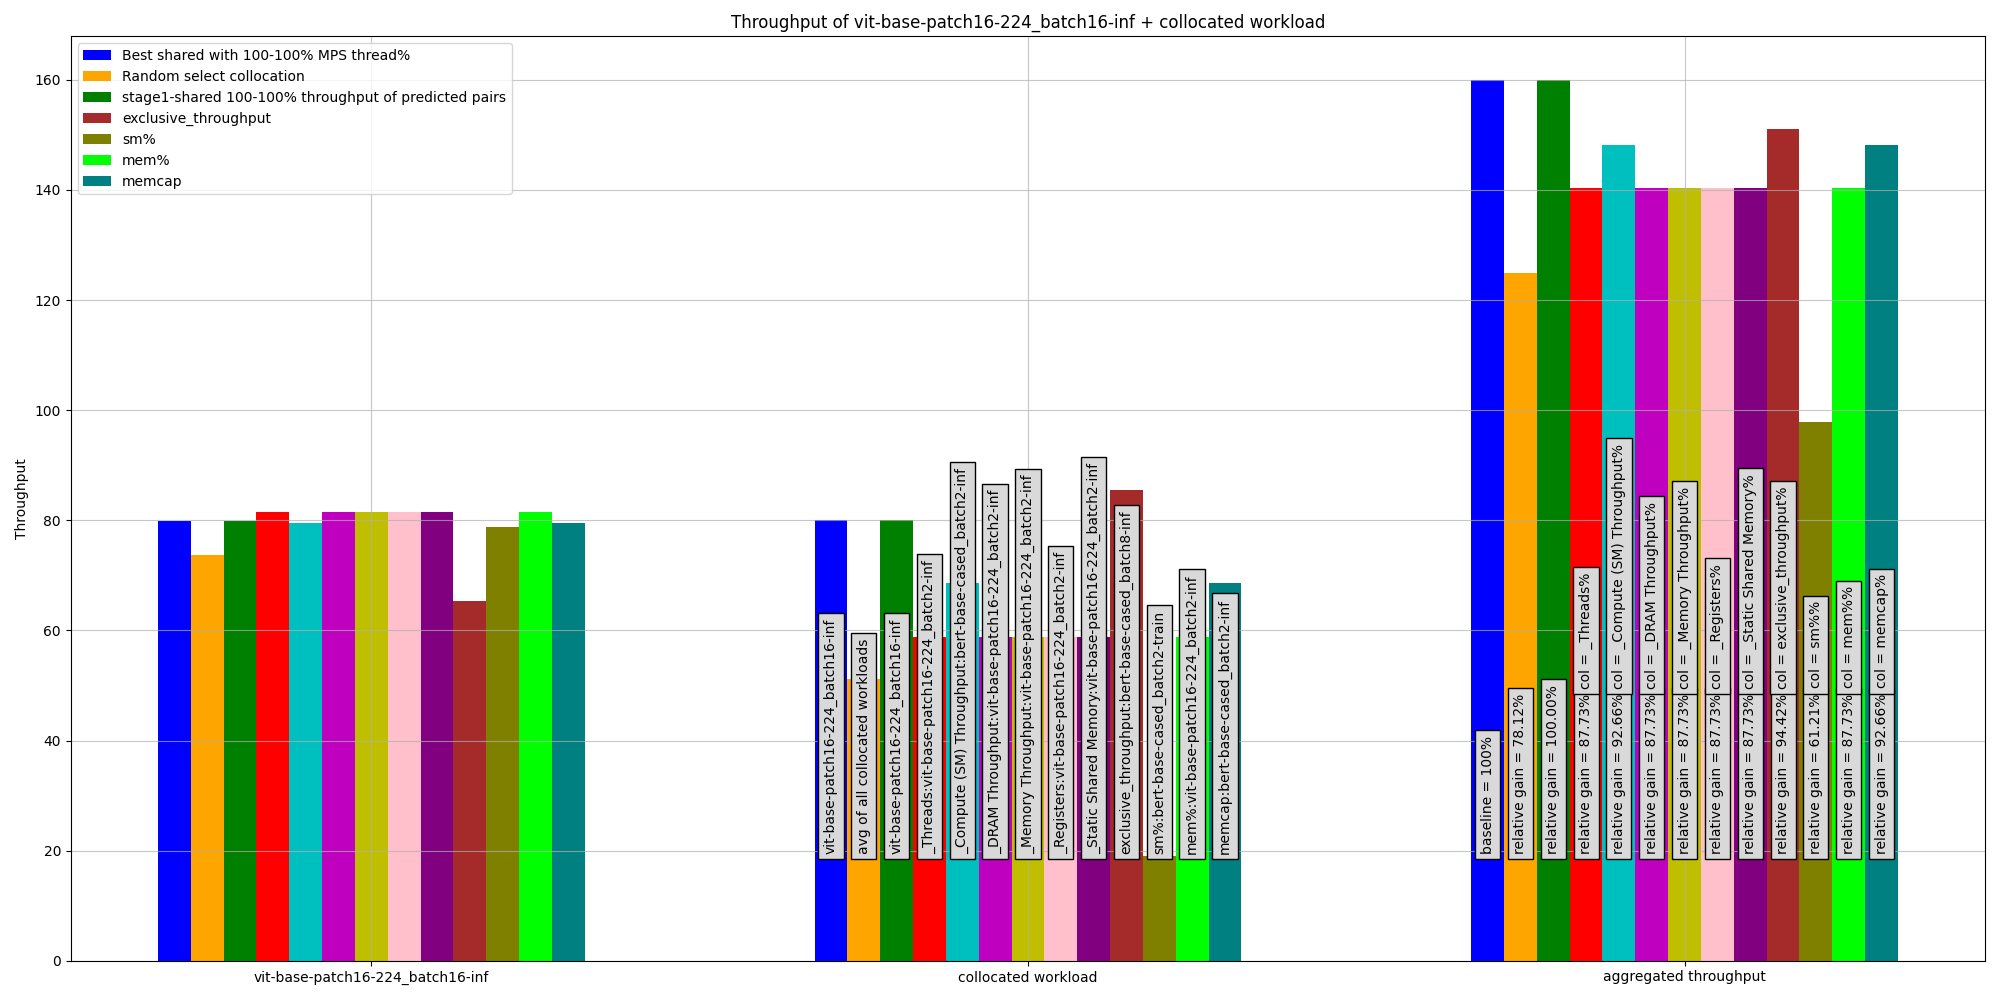 Throughput of vit-base-patch16-224_batch16-inf + collocated workload
Best shared with 100-100% MPS thread%
Random select collocation
stage1-shared 100-100% throughput of predicted pairs
exclusive_throughput
sm%
mem%
memcap
Throughput
160
140
120
100
80
60
40
20
0
vit-base-patch16-224_batch16-inf
avg of all collocated workloads
vit-base-patch16-224_batch16-inf
_Threads:vit-base-patch16-224_batch2-inf
_Compute (SM) Throughput:bert-base-cased_batch2-inf
_DRAM Throughput:vit-base-patch16-224_batch2-inf
_Memory Throughput:vit-base-patch16-224_batch2-inf
_Registers:vit-base-patch16-224_batch2-inf
_Static Shared Memory:vit-base-patch16-224_batch2-inf
exclusive_throughput:bert-base-cased_batch8-inf
sm%:bert-base-cased_batch2-train
mem%:vit-base-patch16-224_batch2-inf
memcap:bert-base-cased_batch2-inf
baseline = 100%
relative gain = 78.12%
relative gain = 100.00%
relative gain = 87.73%
col = _Threads%
relative gain = 92.66%
col = _Compute (SM) Throughput%
relative gain = 87.73%
col = _DRAM Throughput%
relative gain = 87.73%
col = _Memory Throughput%
relative gain = 87.73%
col = _Registers%
relative gain = 87.73%
col = _Static Shared Memory%
relative gain = 94.42%
col = exclusive_throughput%
relative gain = 61.21%
col = sm%%
relative gain = 87.73%
col = mem%%
relative gain = 92.66%
col = memcap%
vit-base-patch16-224_batch16-inf
collocated workload
aggregated throughput